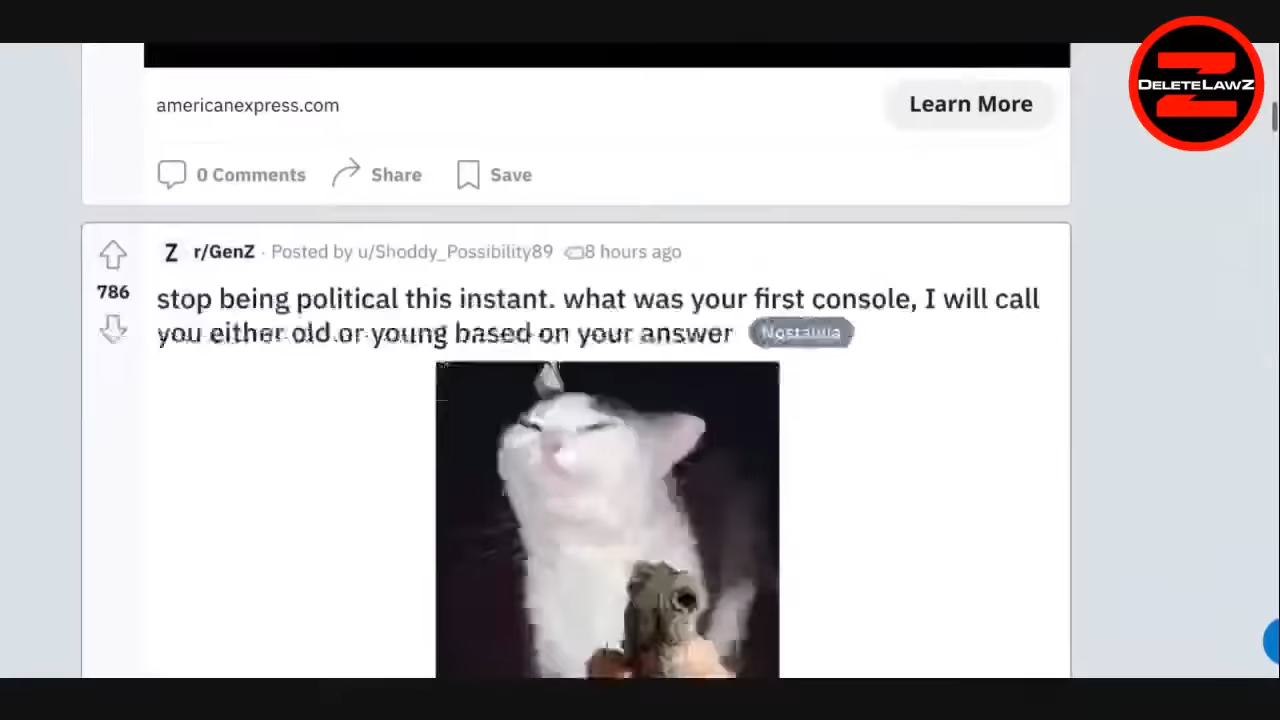 DELETELAWZ
americanexpress.com
Learn More
0 Comments
Share
Save
Z r/GenZ · Posted by u/Shoddy_Possibility89 8 hours ago
786
stop being political this instant. what was your first console, I will call
you either old or young based on your answer
Nostalgia